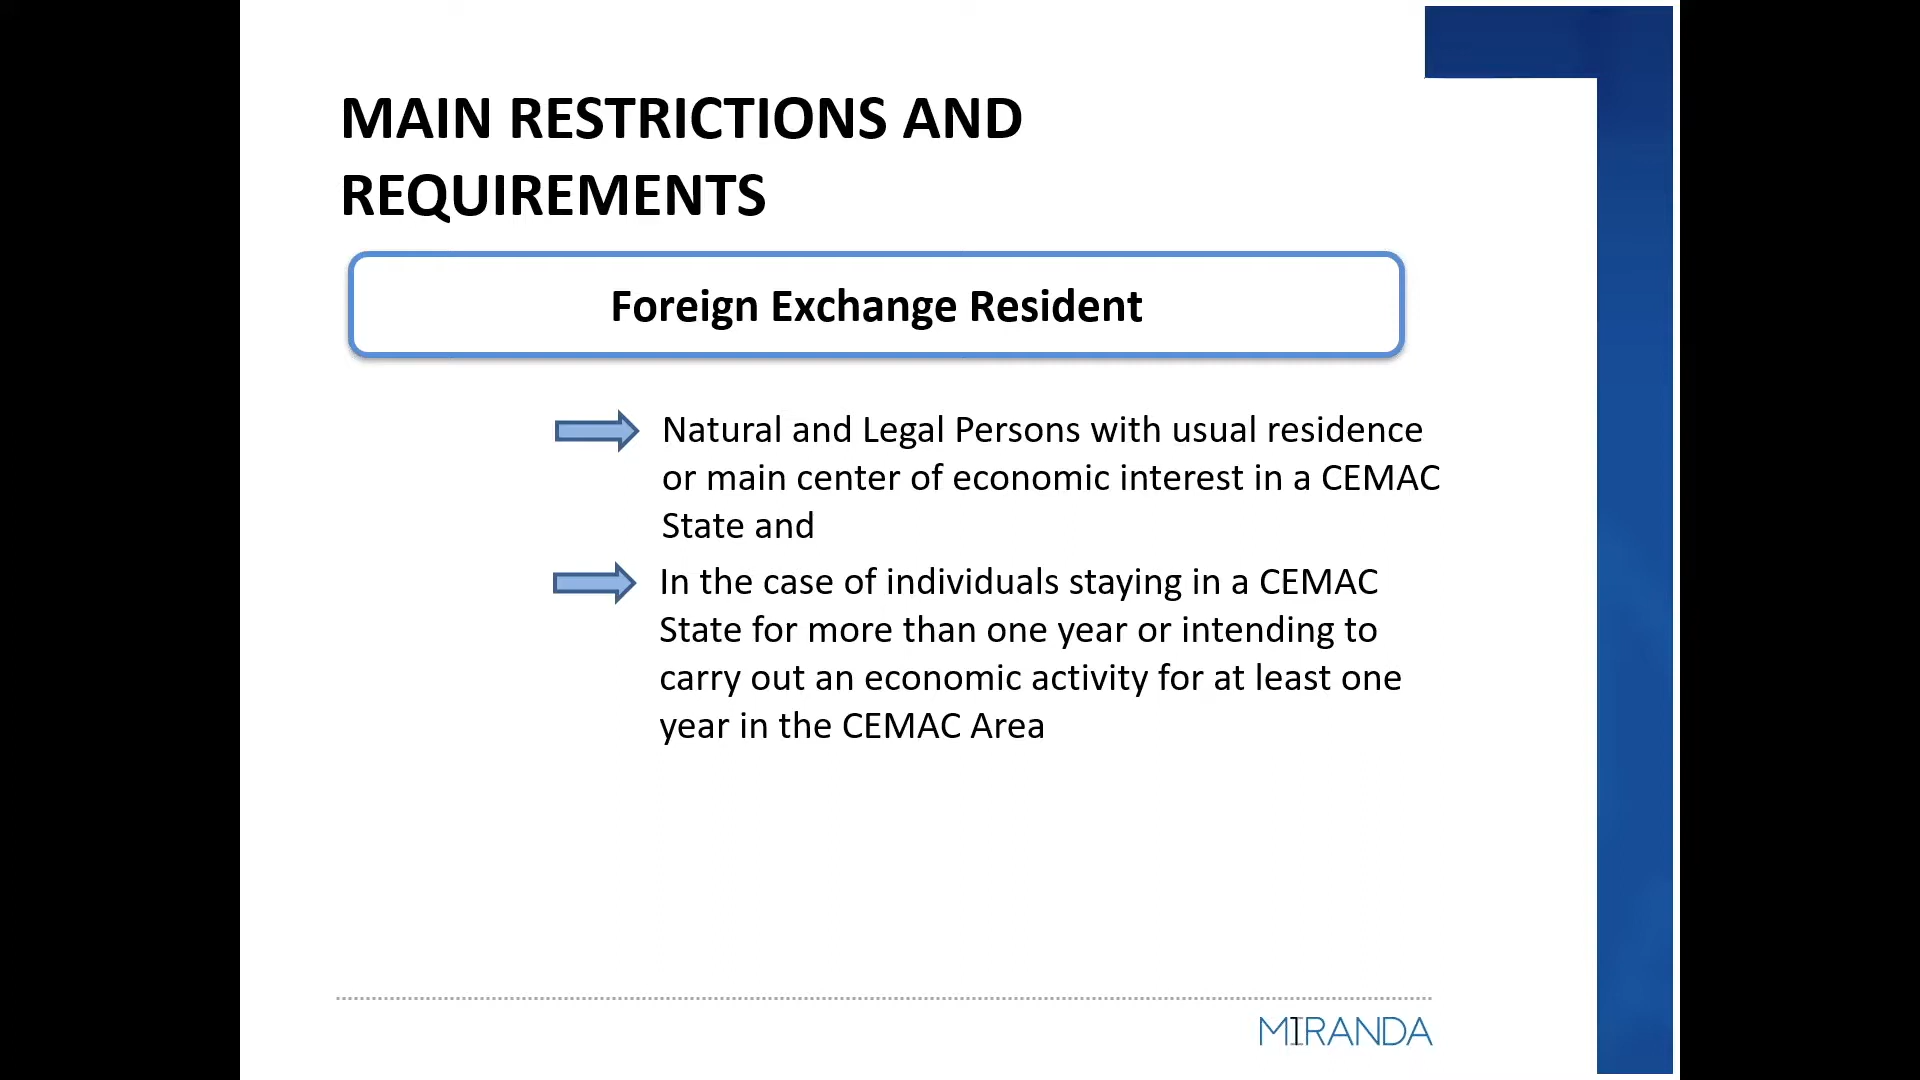 MAIN RESTRICTIONS AND
REQUIREMENTS
Foreign Exchange Resident
Natural and Legal Persons with usual residence
or main center of economic interest in a CEMAC
State and
In the case of individuals staying in a CEMAC
State for more than one year or intending to
carry out an economic activity for at least one
year in the CEMAC Area
MIRANDA